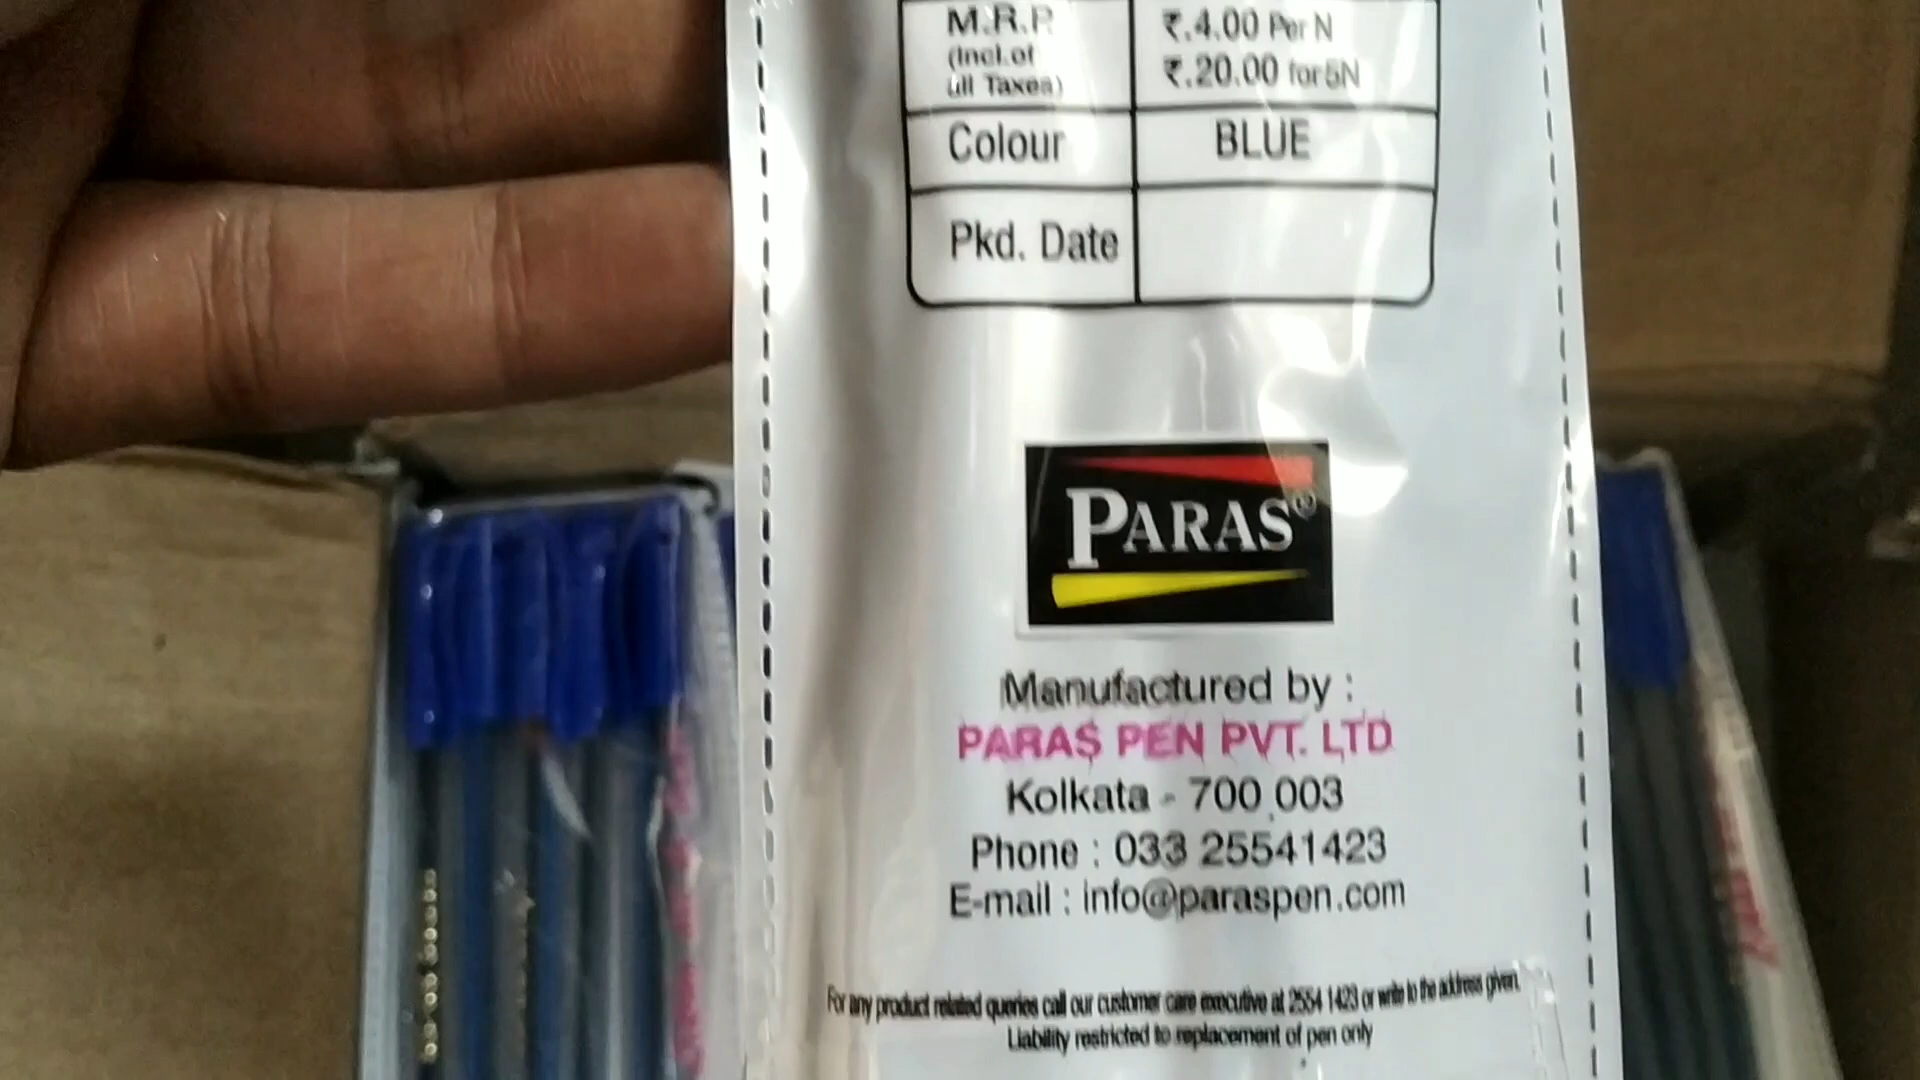 M.R.P. ₹.4.00 Per N
(Incl.of ₹.20.00 for 5N
all Taxes)
Colour BLUE
Pkd. Date
PARAS®
Manufactured by :
PARAS PEN PVT. LTD
Kolkata - 700 003
Phone : 033 25541423
E-mail : info@paraspen.com
For any product related queries call our customer care executive at 2554 1423 or write to the address given.
Liability restricted to replacement of pen only